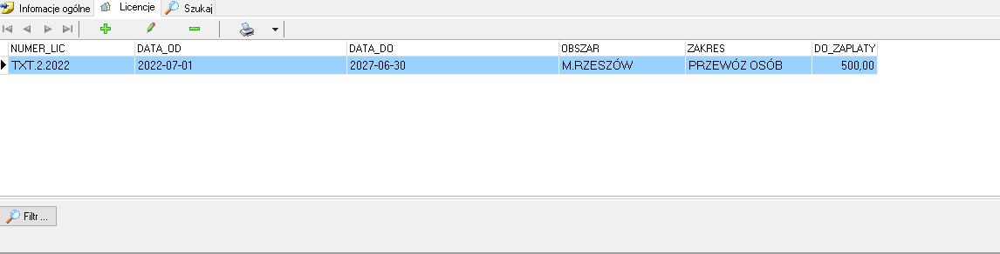 Infomacje ogólne Licencje Szukaj
NUMER_LIC DATA_OD DATA_DO OBSZAR ZAKRES DO_ZAPLATY
TXT.2.2022 2022-07-01 2027-06-30 M.RZESZÓW PRZEWÓZ OSÓB 500,00
Filtr ...